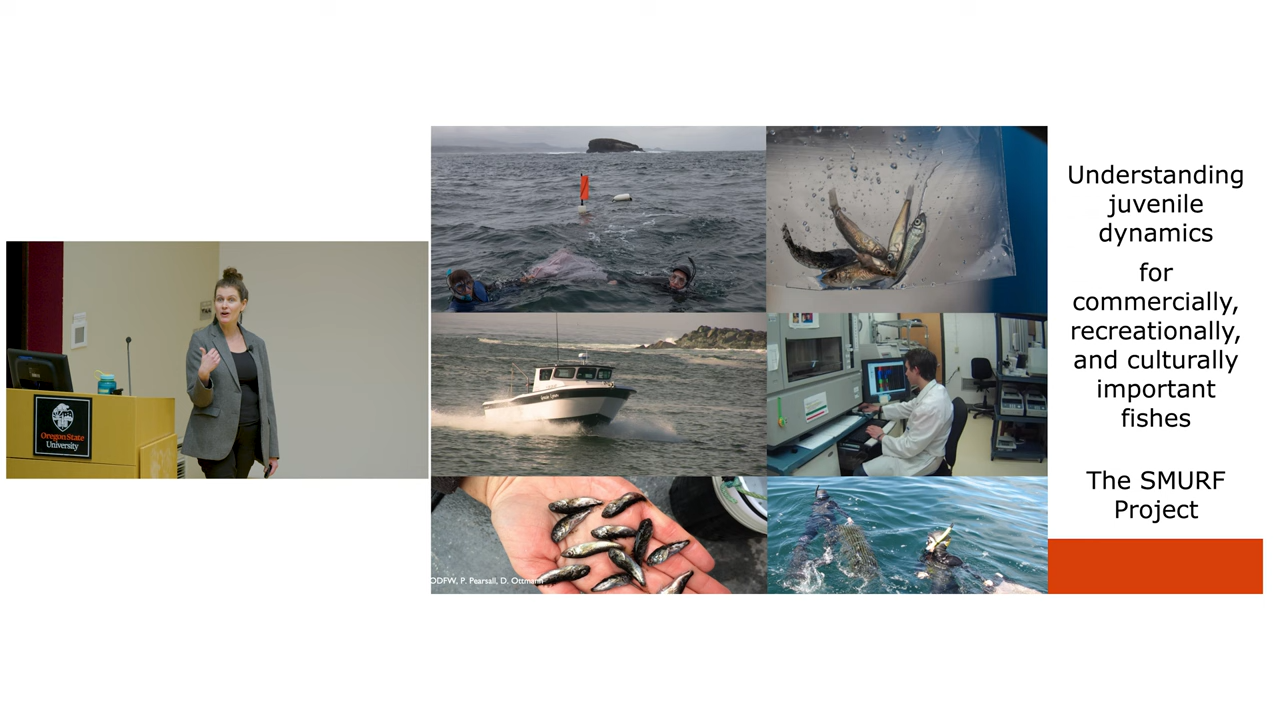 Understanding
juvenile
dynamics
for
commercially,
recreationally,
and culturally
important
fishes
The SMURF
Project
ODFW, P. Pearsall, D. Ottmann
Oregon State
University